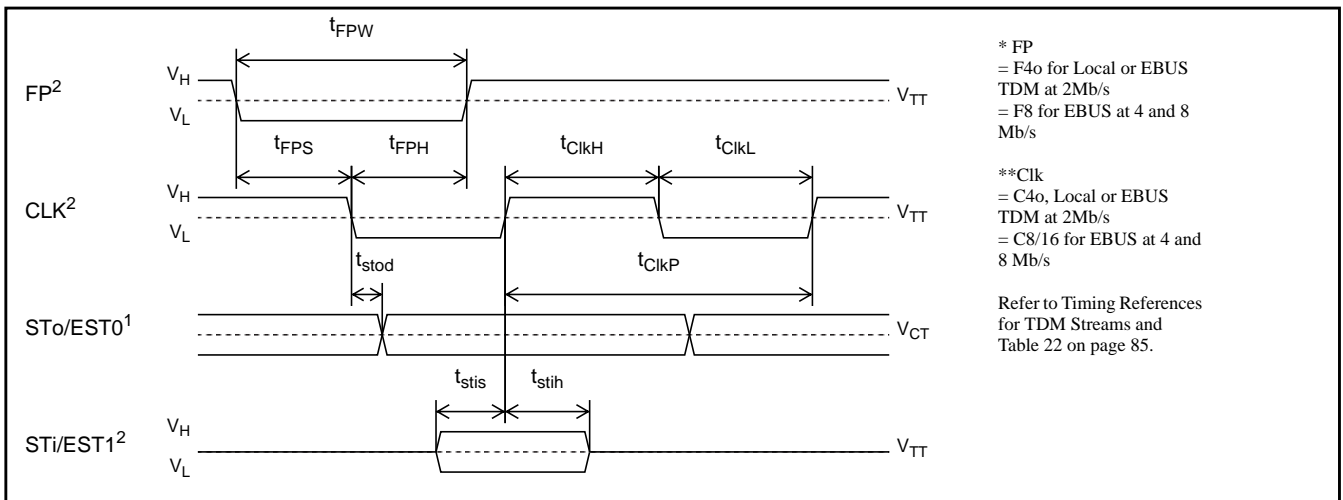 tFPW
VH
FP2
VTT
VL
tFPS
tFPH
tClkH
tClkL
VH
CLK2
VTT
VL
tstod
tClkP
STo/EST01
VCT
tstis
tstih
VH
STi/EST12
VTT
VL
* FP
= F4o for Local or EBUS
TDM at 2Mb/s
= F8 for EBUS at 4 and 8
Mb/s
**Clk
= C4o, Local or EBUS
TDM at 2Mb/s
= C8/16 for EBUS at 4 and
8 Mb/s
Refer to Timing References
for TDM Streams and
Table 22 on page 85.